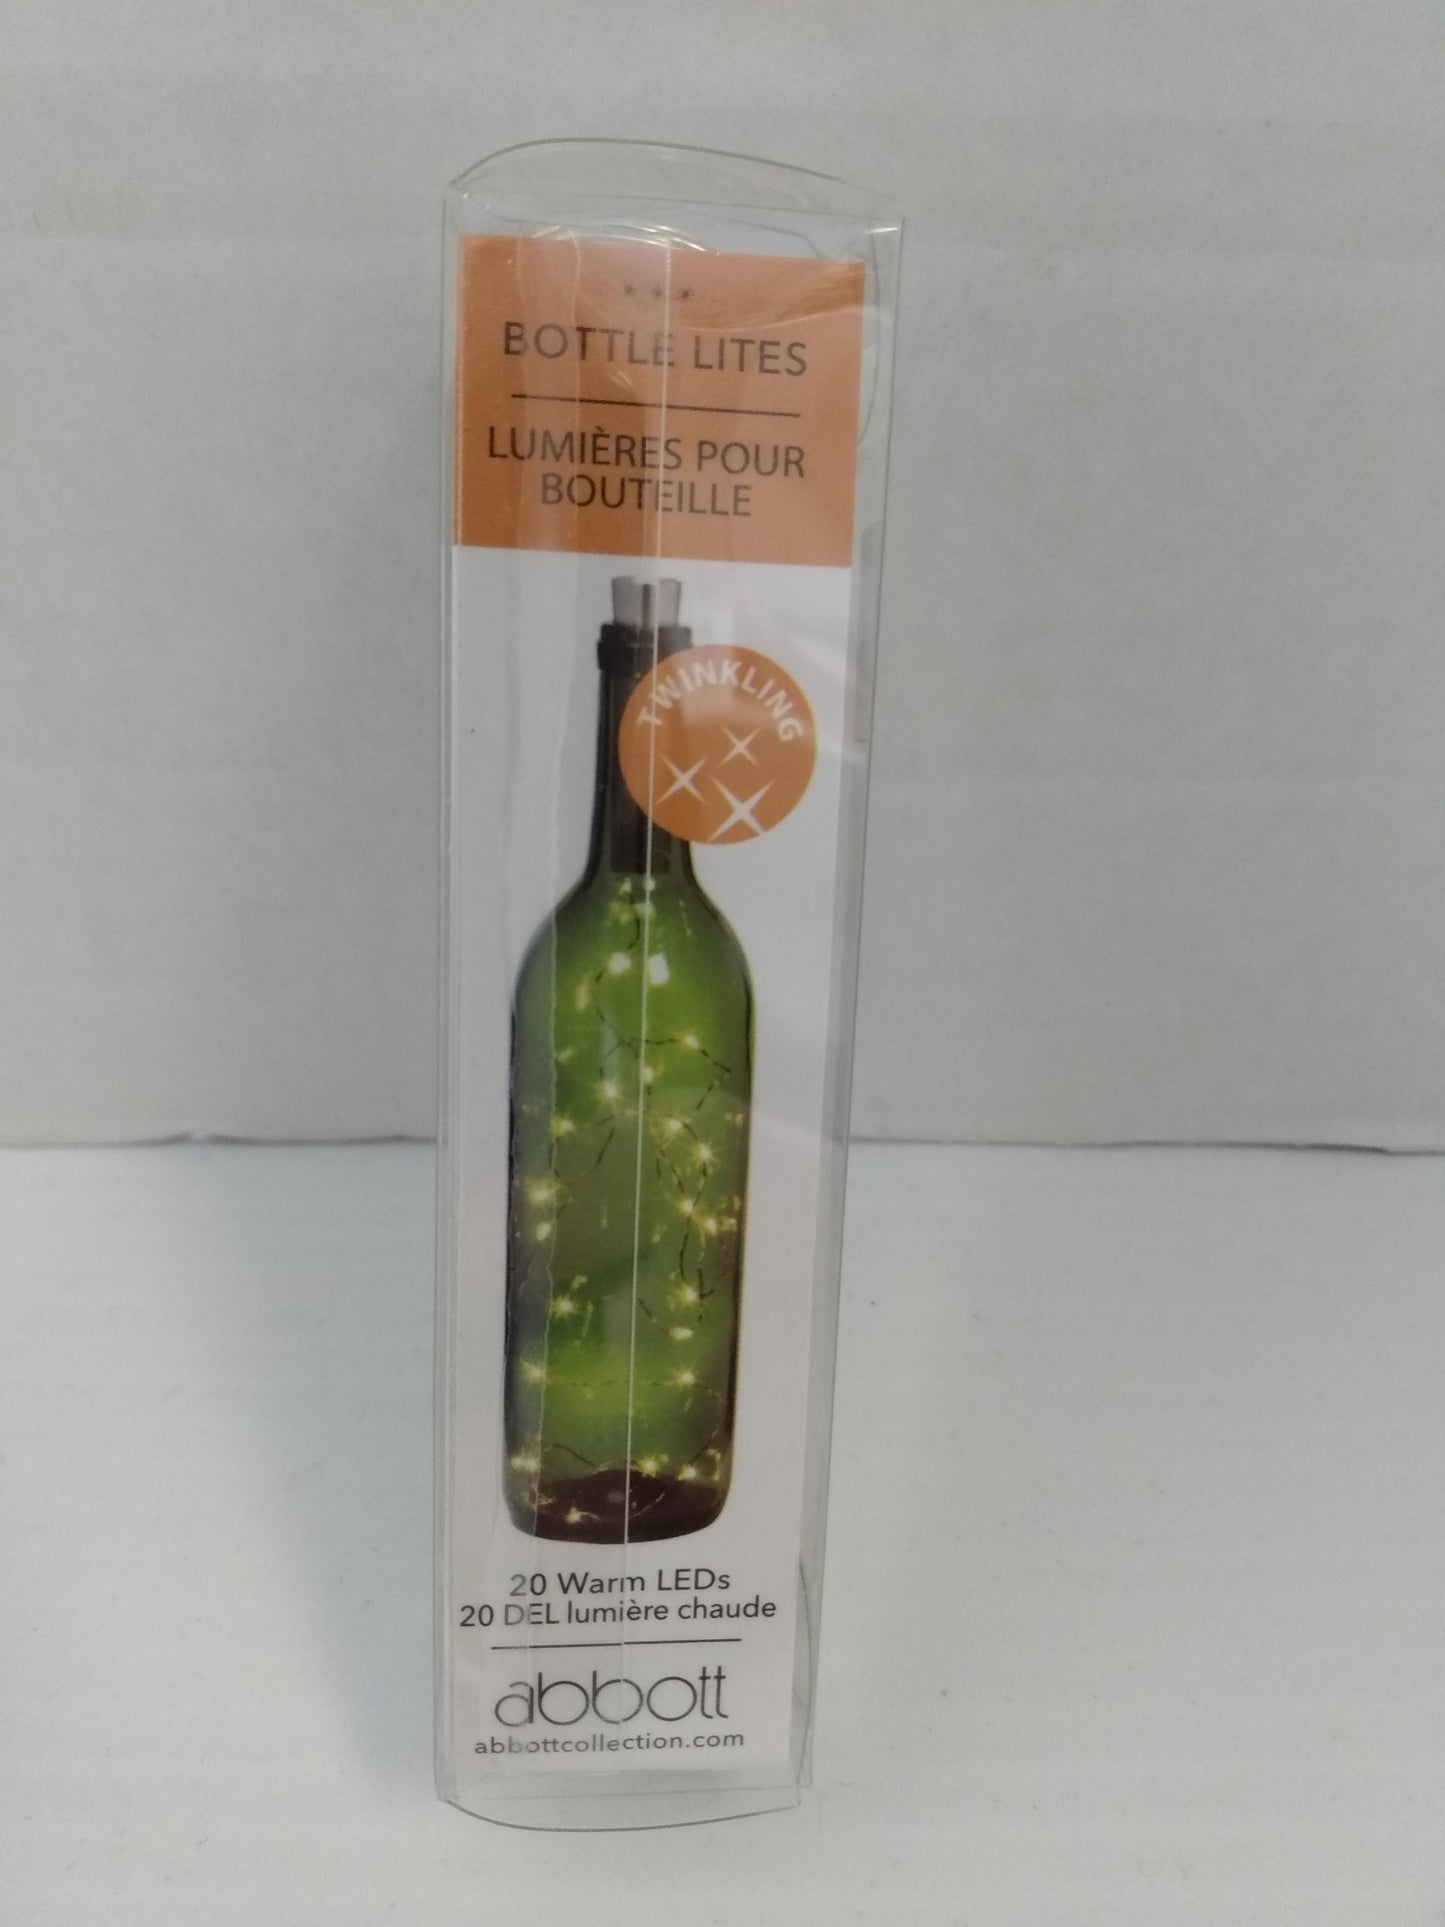 BOTTLE LITES
LUMIÈRES POUR
BOUTEILLE
TWINKLING
20 Warm LEDs
20 DEL lumière chaude
abbott
abbottcollection.com